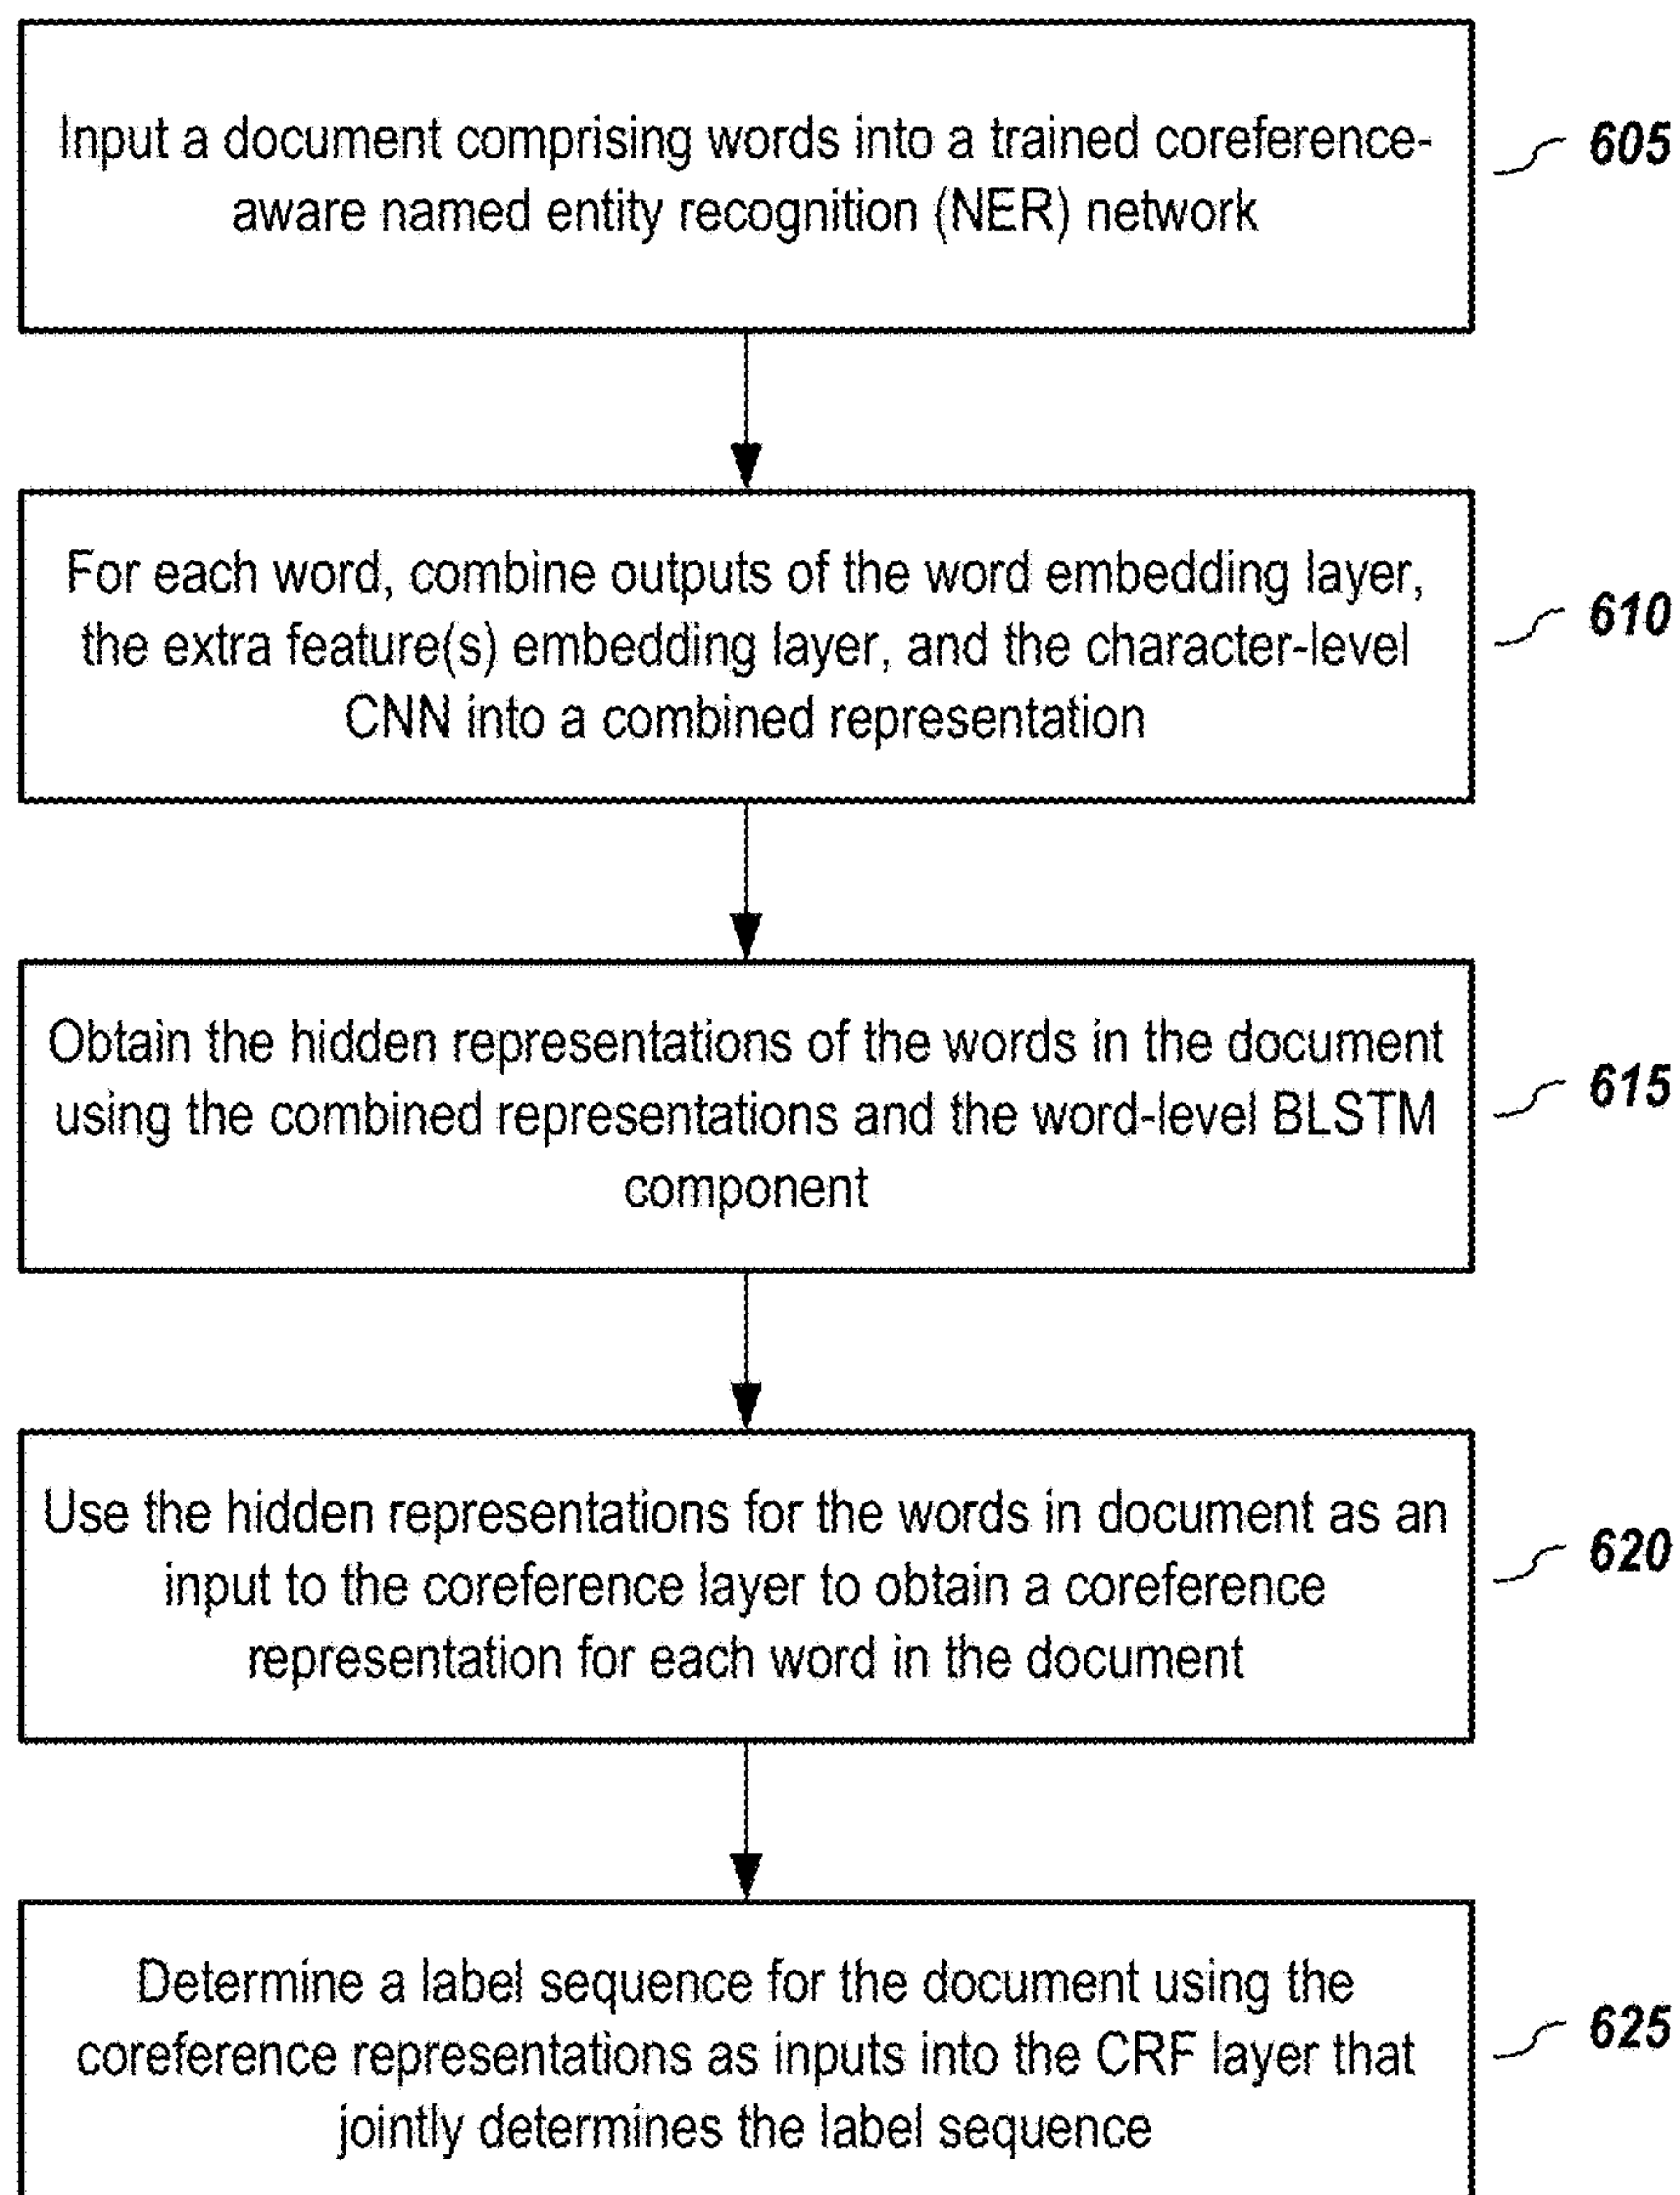 Input a document comprising words into a trained coreference-
aware named entity recognition (NER) network
605
For each word, combine outputs of the word embedding layer,
the extra feature(s) embedding layer, and the character-level
CNN into a combined representation
610
Obtain the hidden representations of the words in the document
using the combined representations and the word-level BLSTM
component
615
Use the hidden representations for the words in document as an
input to the coreference layer to obtain a coreference
representation for each word in the document
620
Determine a label sequence for the document using the
coreference representations as inputs into the CRF layer that
jointly determines the label sequence
625